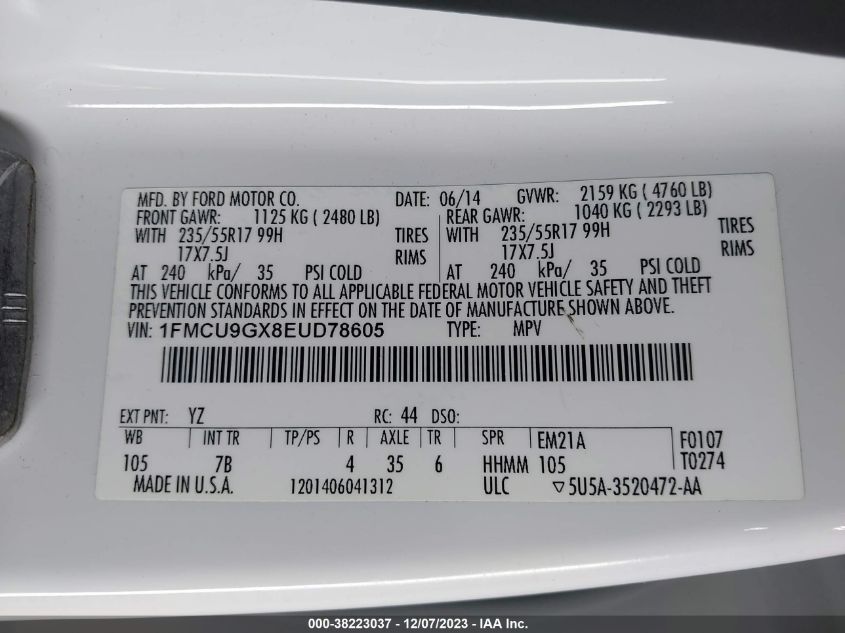 MFD. BY FORD MOTOR CO. DATE: 06/14 GVWR: 2159 KG ( 4760 LB)
FRONT GAWR: 1125 KG ( 2480 LB) REAR GAWR: 1040 KG ( 2293 LB)
WITH 235/55R17 99H TIRES WITH 235/55R17 99H TIRES
17X7.5J RIMS 17X7.5J RIMS
AT 240 kPa/ 35 PSI COLD AT 240 kPa/ 35 PSI COLD
THIS VEHICLE CONFORMS TO ALL APPLICABLE FEDERAL MOTOR VEHICLE SAFETY AND THEFT
PREVENTION STANDARDS IN EFFECT ON THE DATE OF MANUFACTURE SHOWN ABOVE.
VIN: 1FMCU9GX8EUD78605 TYPE: MPV
EXT PNT: YZ RC: 44 DSO:
WB INT TR TP/PS R AXLE TR SPR EM21A F0107
105 7B 4 35 6 HHMM 105 T0274
MADE IN U.S.A. 1201406041312 ULC ▽5U5A-3520472-AA
000-38223037 - 12/07/2023 - IAA Inc.